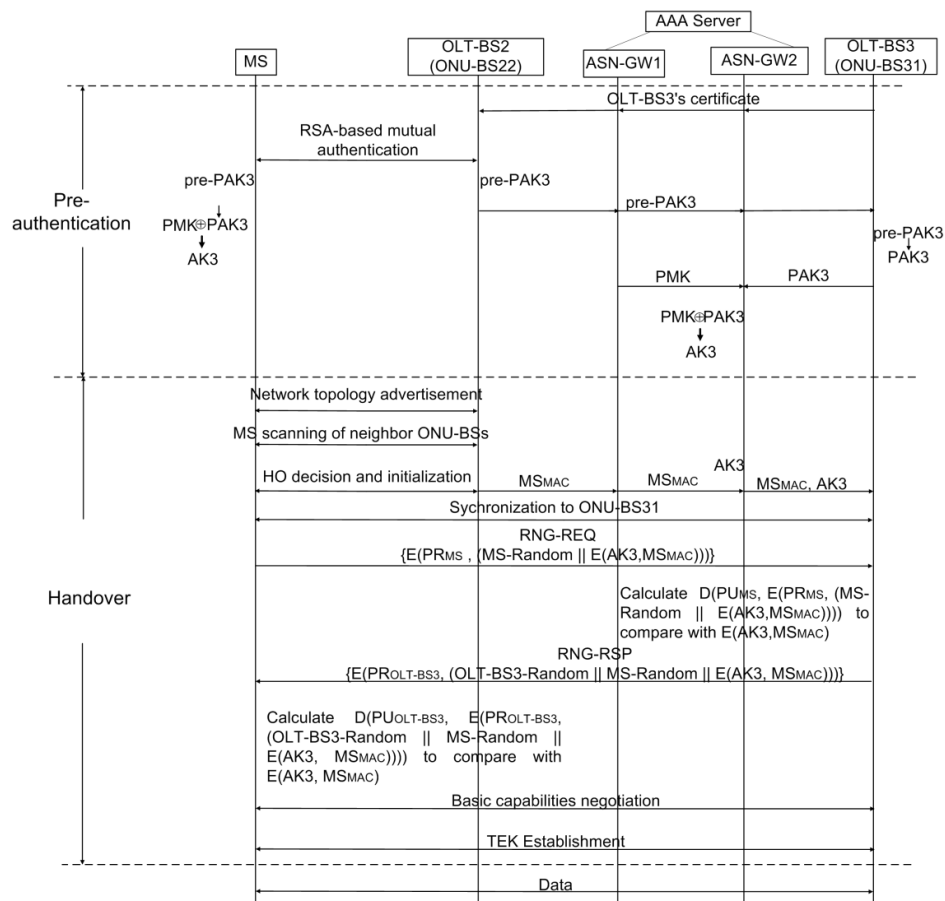 AAA Server
MS
OLT-BS2
(ONU-BS22)
ASN-GW1
ASN-GW2
OLT-BS3
(ONU-BS31)
OLT-BS3's certificate
RSA-based mutual
authentication
pre-PAK3
pre-PAK3
pre-PAK3
Pre-
authentication
PMK⊕PAK3
AK3
pre-PAK3
PAK3
PMK
PAK3
PMK⊕PAK3
AK3
Network topology advertisement
MS scanning of neighbor ONU-BSs
AK3
HO decision and initialization
MSMAC
MSMAC
MSMAC, AK3
Sychronization to ONU-BS31
RNG-REQ
{E(PRMS , (MS-Random || E(AK3,MSMAC)))}
Handover
Calculate D(PUMS, E(PRMS, (MS-
Random || E(AK3,MSMAC)))) to
compare with E(AK3,MSMAC)
RNG-RSP
{E(PROLT-BS3, (OLT-BS3-Random || MS-Random || E(AK3, MSMAC)))}
Calculate D(PUOLT-BS3, E(PROLT-BS3,
(OLT-BS3-Random || MS-Random ||
E(AK3, MSMAC)))) to compare with
E(AK3, MSMAC)
Basic capabilities negotiation
TEK Establishment
Data